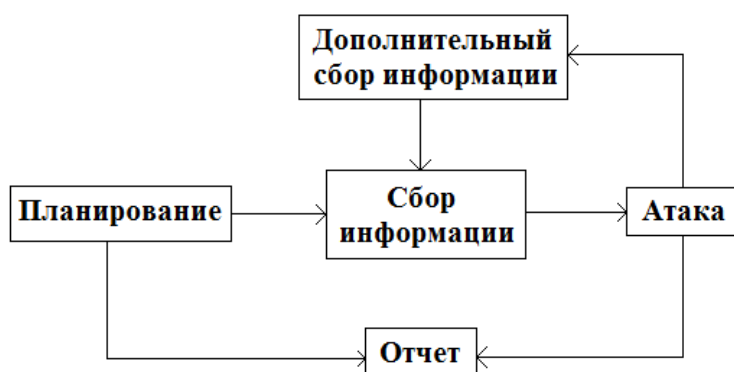 Дополнительный
сбор информации
Планирование
Сбор
информации
Атака
Отчет